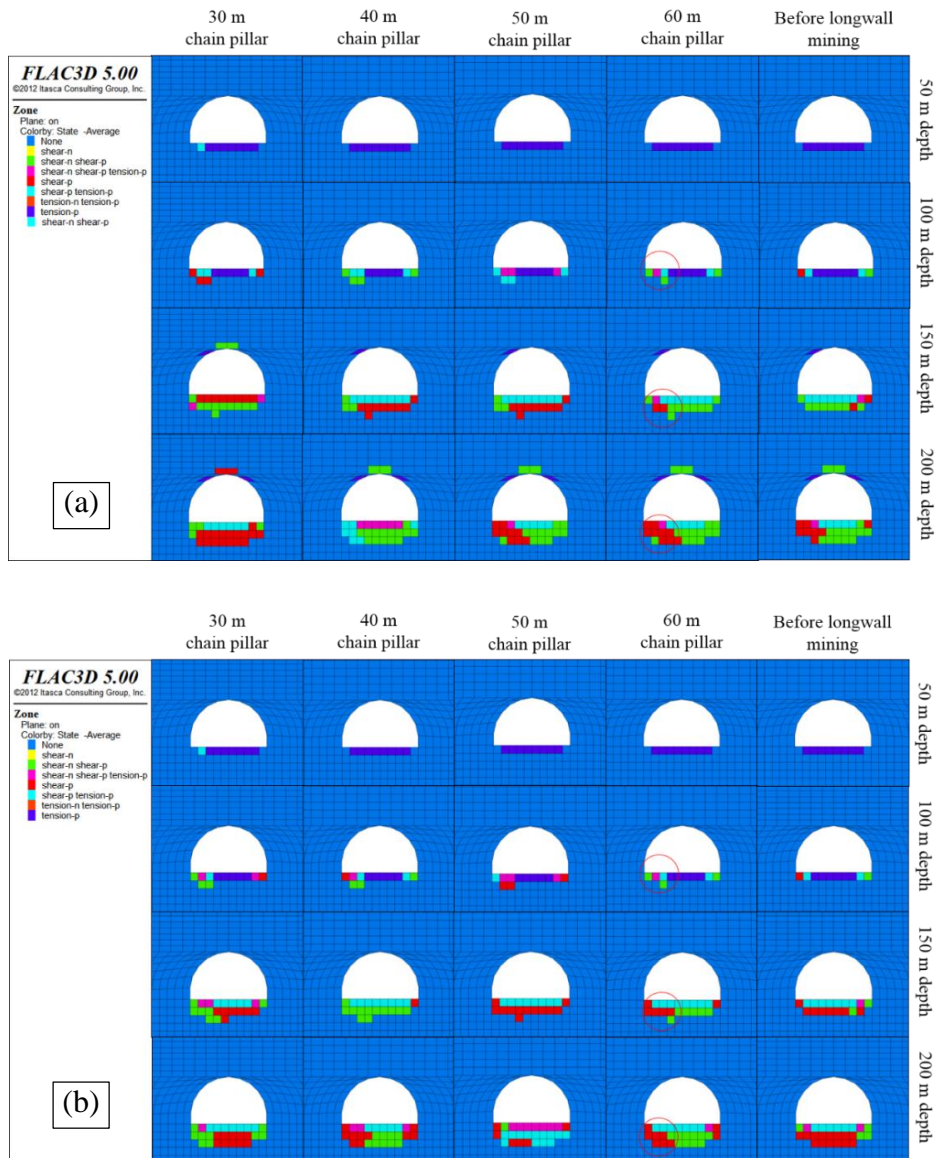 30 m
chain pillar
40 m
chain pillar
50 m
chain pillar
60 m
chain pillar
Before longwall
mining
FLAC3D 5.00
©2012 Itasca Consulting Group, Inc.
Zone
Plane: on
Colorby: State -Average
None
shear-n
shear-n shear-p
shear-n shear-p tension-p
shear-p
shear-p tension-p
tension-n tension-p
tension-p
shear-n shear-p
50 m depth
100 m depth
150 m depth
200 m depth
(a)
30 m
chain pillar
40 m
chain pillar
50 m
chain pillar
60 m
chain pillar
Before longwall
mining
FLAC3D 5.00
©2012 Itasca Consulting Group, Inc.
Zone
Plane: on
Colorby: State -Average
None
shear-n
shear-n shear-p
shear-n shear-p tension-p
shear-p
shear-p tension-p
tension-n tension-p
tension-p
50 m depth
100 m depth
150 m depth
200 m depth
(b)